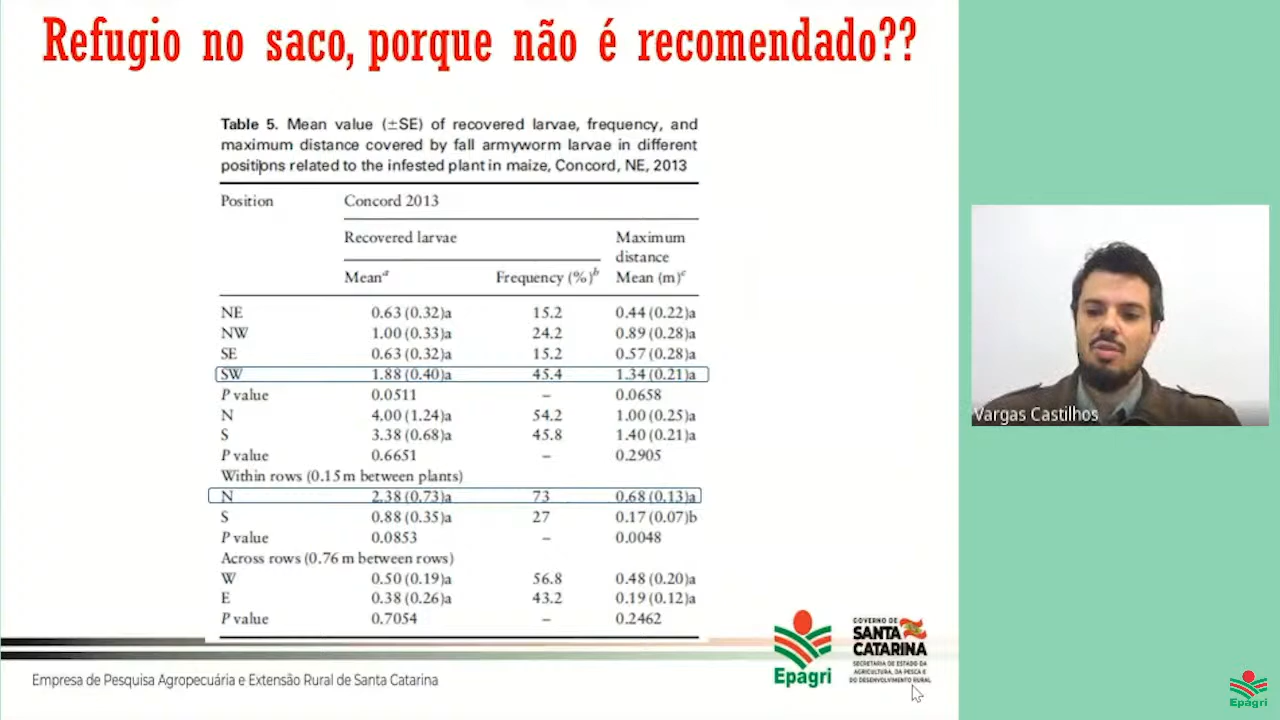 Refugio no saco, porque não é recomendado??
Table 5. Mean value (±SE) of recovered larvae, frequency, and
maximum distance covered by fall armyworm larvae in different
positions related to the infested plant in maize, Concord, NE, 2013
Position Concord 2013
Recovered larvae Maximum
distance
Meanᵃ Frequency (%)ᵇ Mean (m)ᶜ
NE 0.63 (0.32)a 15.2 0.44 (0.22)a
NW 1.00 (0.33)a 24.2 0.89 (0.28)a
SE 0.63 (0.32)a 15.2 0.57 (0.28)a
SW 1.88 (0.40)a 45.4 1.34 (0.21)a
P value 0.0511 – 0.0658
N 4.00 (1.24)a 54.2 1.00 (0.25)a
S 3.38 (0.68)a 45.8 1.40 (0.21)a
P value 0.6651 – 0.2905
Within rows (0.15 m between plants)
N 2.38 (0.73)a 73 0.68 (0.13)a
S 0.88 (0.35)a 27 0.17 (0.07)b
P value 0.0853 – 0.0048
Across rows (0.76 m between rows)
W 0.50 (0.19)a 56.8 0.48 (0.20)a
E 0.38 (0.26)a 43.2 0.19 (0.12)a
P value 0.7054 – 0.2462
Empresa de Pesquisa Agropecuária e Extensão Rural de Santa Catarina
Epagri
GOVERNO DE
SANTA
CATARINA
SECRETARIA DE ESTADO DA
AGRICULTURA, DA PESCA E
DO DESENVOLVIMENTO RURAL
Vargas Castilhos
Epagri